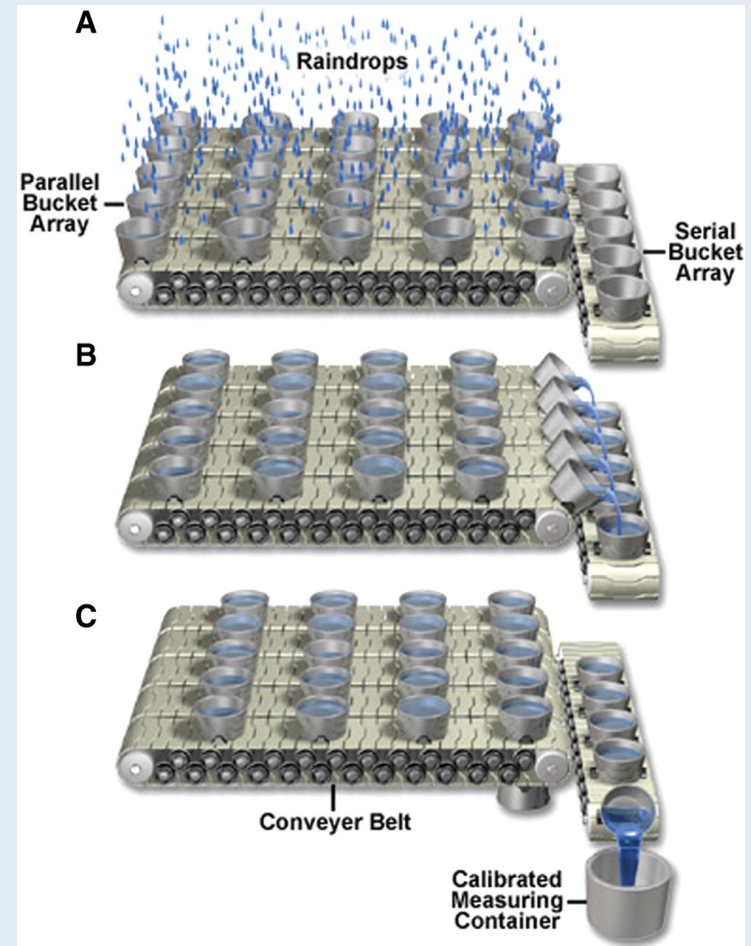 A
Raindrops
Parallel
Bucket
Array
Serial
Bucket
Array
B
C
Conveyer Belt
Calibrated
Measuring
Container